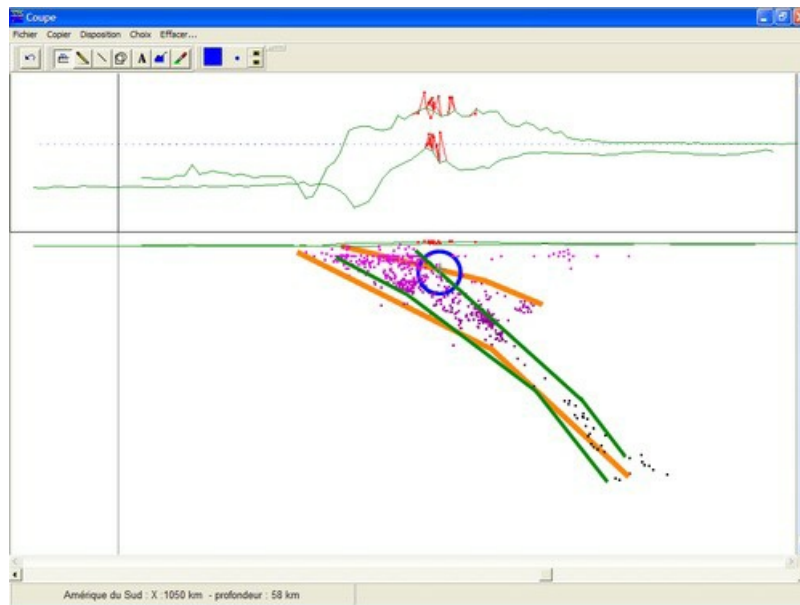 Coupe
Fichier Copier Disposition Choix Effacer...
A
Amérique du Sud : X :1050 km - profondeur : 58 km